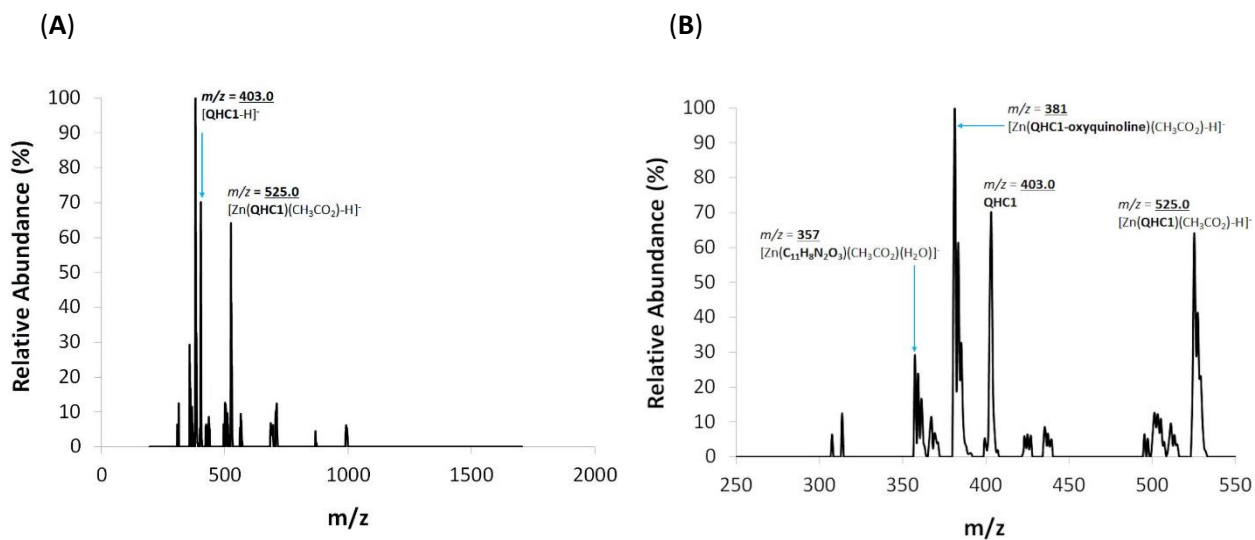 (A)
(B)
m/z = 403.0
[QHC1-H]⁻
m/z = 525.0
[Zn(QHC1)(CH₃CO₂)-H]⁻
Relative Abundance (%)
100
90
80
70
60
50
40
30
20
10
0
0
500
1000
1500
2000
m/z
m/z = 381
[Zn(QHC1-oxyquinoline)(CH₃CO₂)-H]⁻
m/z = 403.0
QHC1
m/z = 525.0
[Zn(QHC1)(CH₃CO₂)-H]⁻
m/z = 357
[Zn(C₁₁H₈N₂O₃)(CH₃CO₂)(H₂O)]⁻
Relative Abundance (%)
100
90
80
70
60
50
40
30
20
10
0
250
300
350
400
450
500
550
m/z